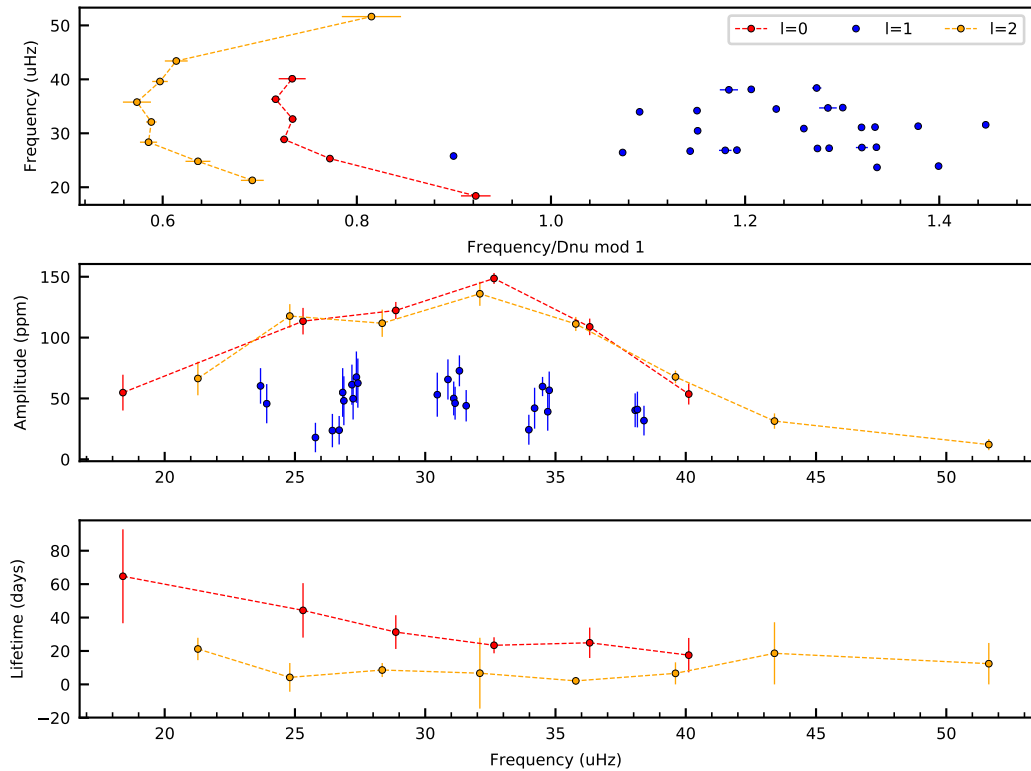 50
40
30
20
Frequency (uHz)
l=0 l=1 l=2
0.6 0.8 1.0 1.2 1.4
Frequency/Dnu mod 1
150
100
50
0
Amplitude (ppm)
20 25 30 35 40 45 50
80
60
40
20
0
−20
Lifetime (days)
20 25 30 35 40 45 50
Frequency (uHz)